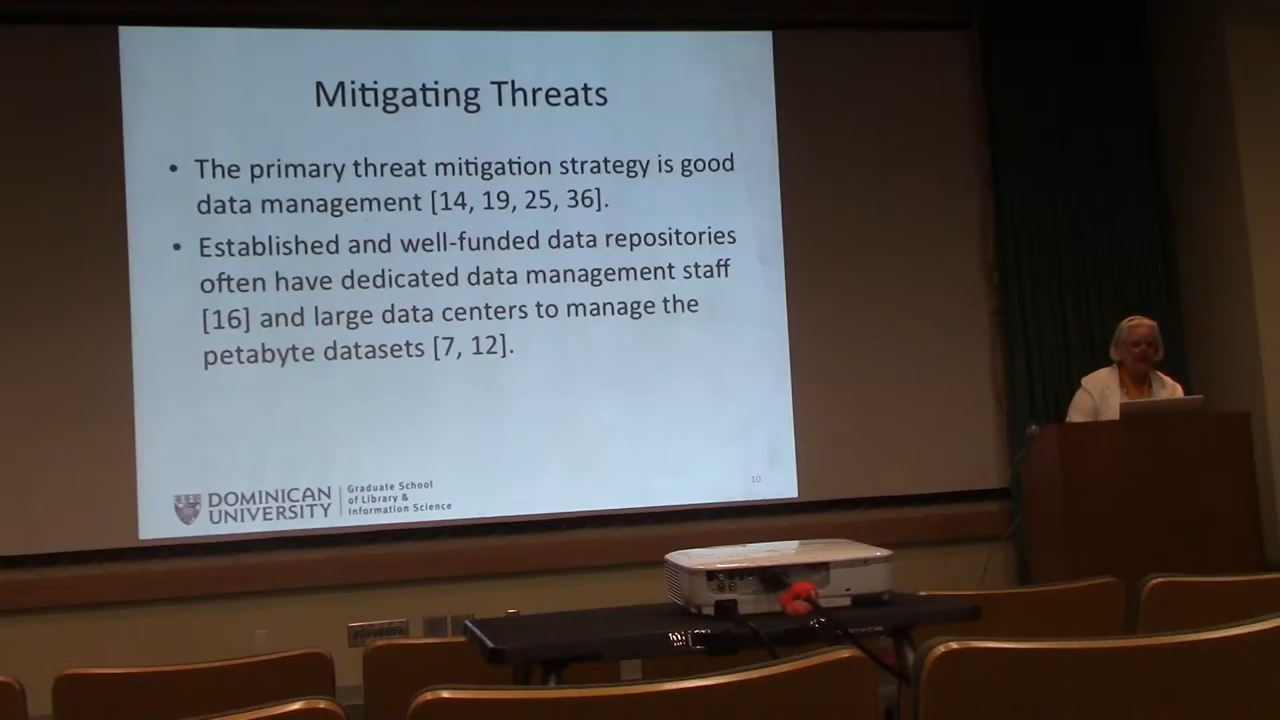 Mitigating Threats
• The primary threat mitigation strategy is good
data management [14, 19, 25, 36].
• Established and well-funded data repositories
often have dedicated data management staff
[16] and large data centers to manage the
petabyte datasets [7, 12].
DOMINICAN
UNIVERSITY
Graduate School
of Library &
Information Science
10